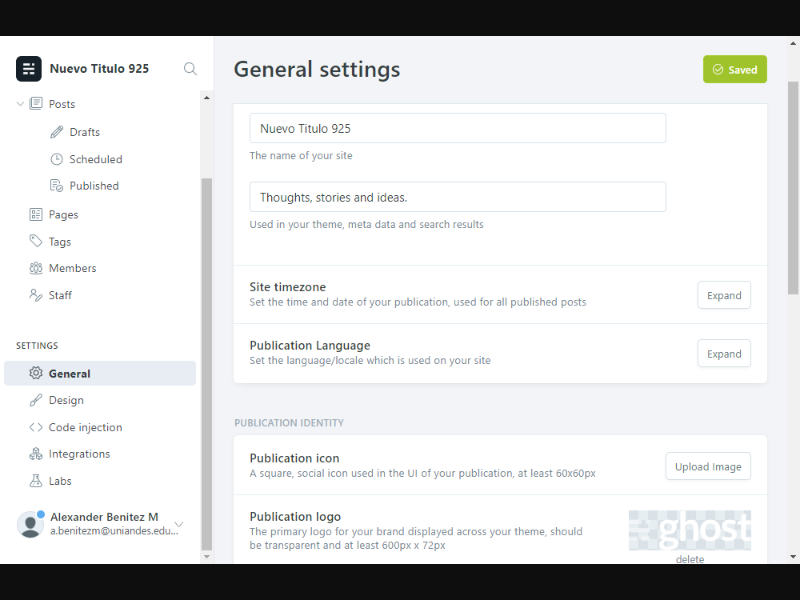 Nuevo Titulo 925
Posts
Drafts
Scheduled
Published
Pages
Tags
Members
Staff
SETTINGS
General
Design
Code injection
Integrations
Labs
Alexander Benitez M
a.benitezm@uniandes.edu...
General settings
Saved
Nuevo Titulo 925
The name of your site
Thoughts, stories and ideas.
Used in your theme, meta data and search results
Site timezone
Set the time and date of your publication, used for all published posts
Expand
Publication Language
Set the language/locale which is used on your site
Expand
PUBLICATION IDENTITY
Publication icon
A square, social icon used in the UI of your publication, at least 60x60px
Upload Image
Publication logo
The primary logo for your brand displayed across your theme, should
be transparent and at least 600px x 72px
ghost
delete